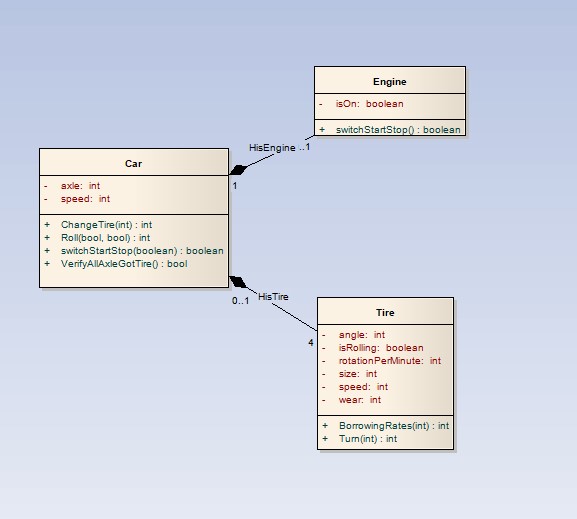 Engine
- isOn: boolean
+ switchStartStop() : boolean
HisEngine ..1
Car
1
- axle: int
- speed: int
+ ChangeTire(int) : int
+ Roll(bool, bool) : int
+ switchStartStop(boolean) : boolean
+ VerifyAllAxleGotTire() : bool
0..1
HisTire
4
Tire
- angle: int
- isRolling: boolean
- rotationPerMinute: int
- size: int
- speed: int
- wear: int
+ BorrowingRates(int) : int
+ Turn(int) : int